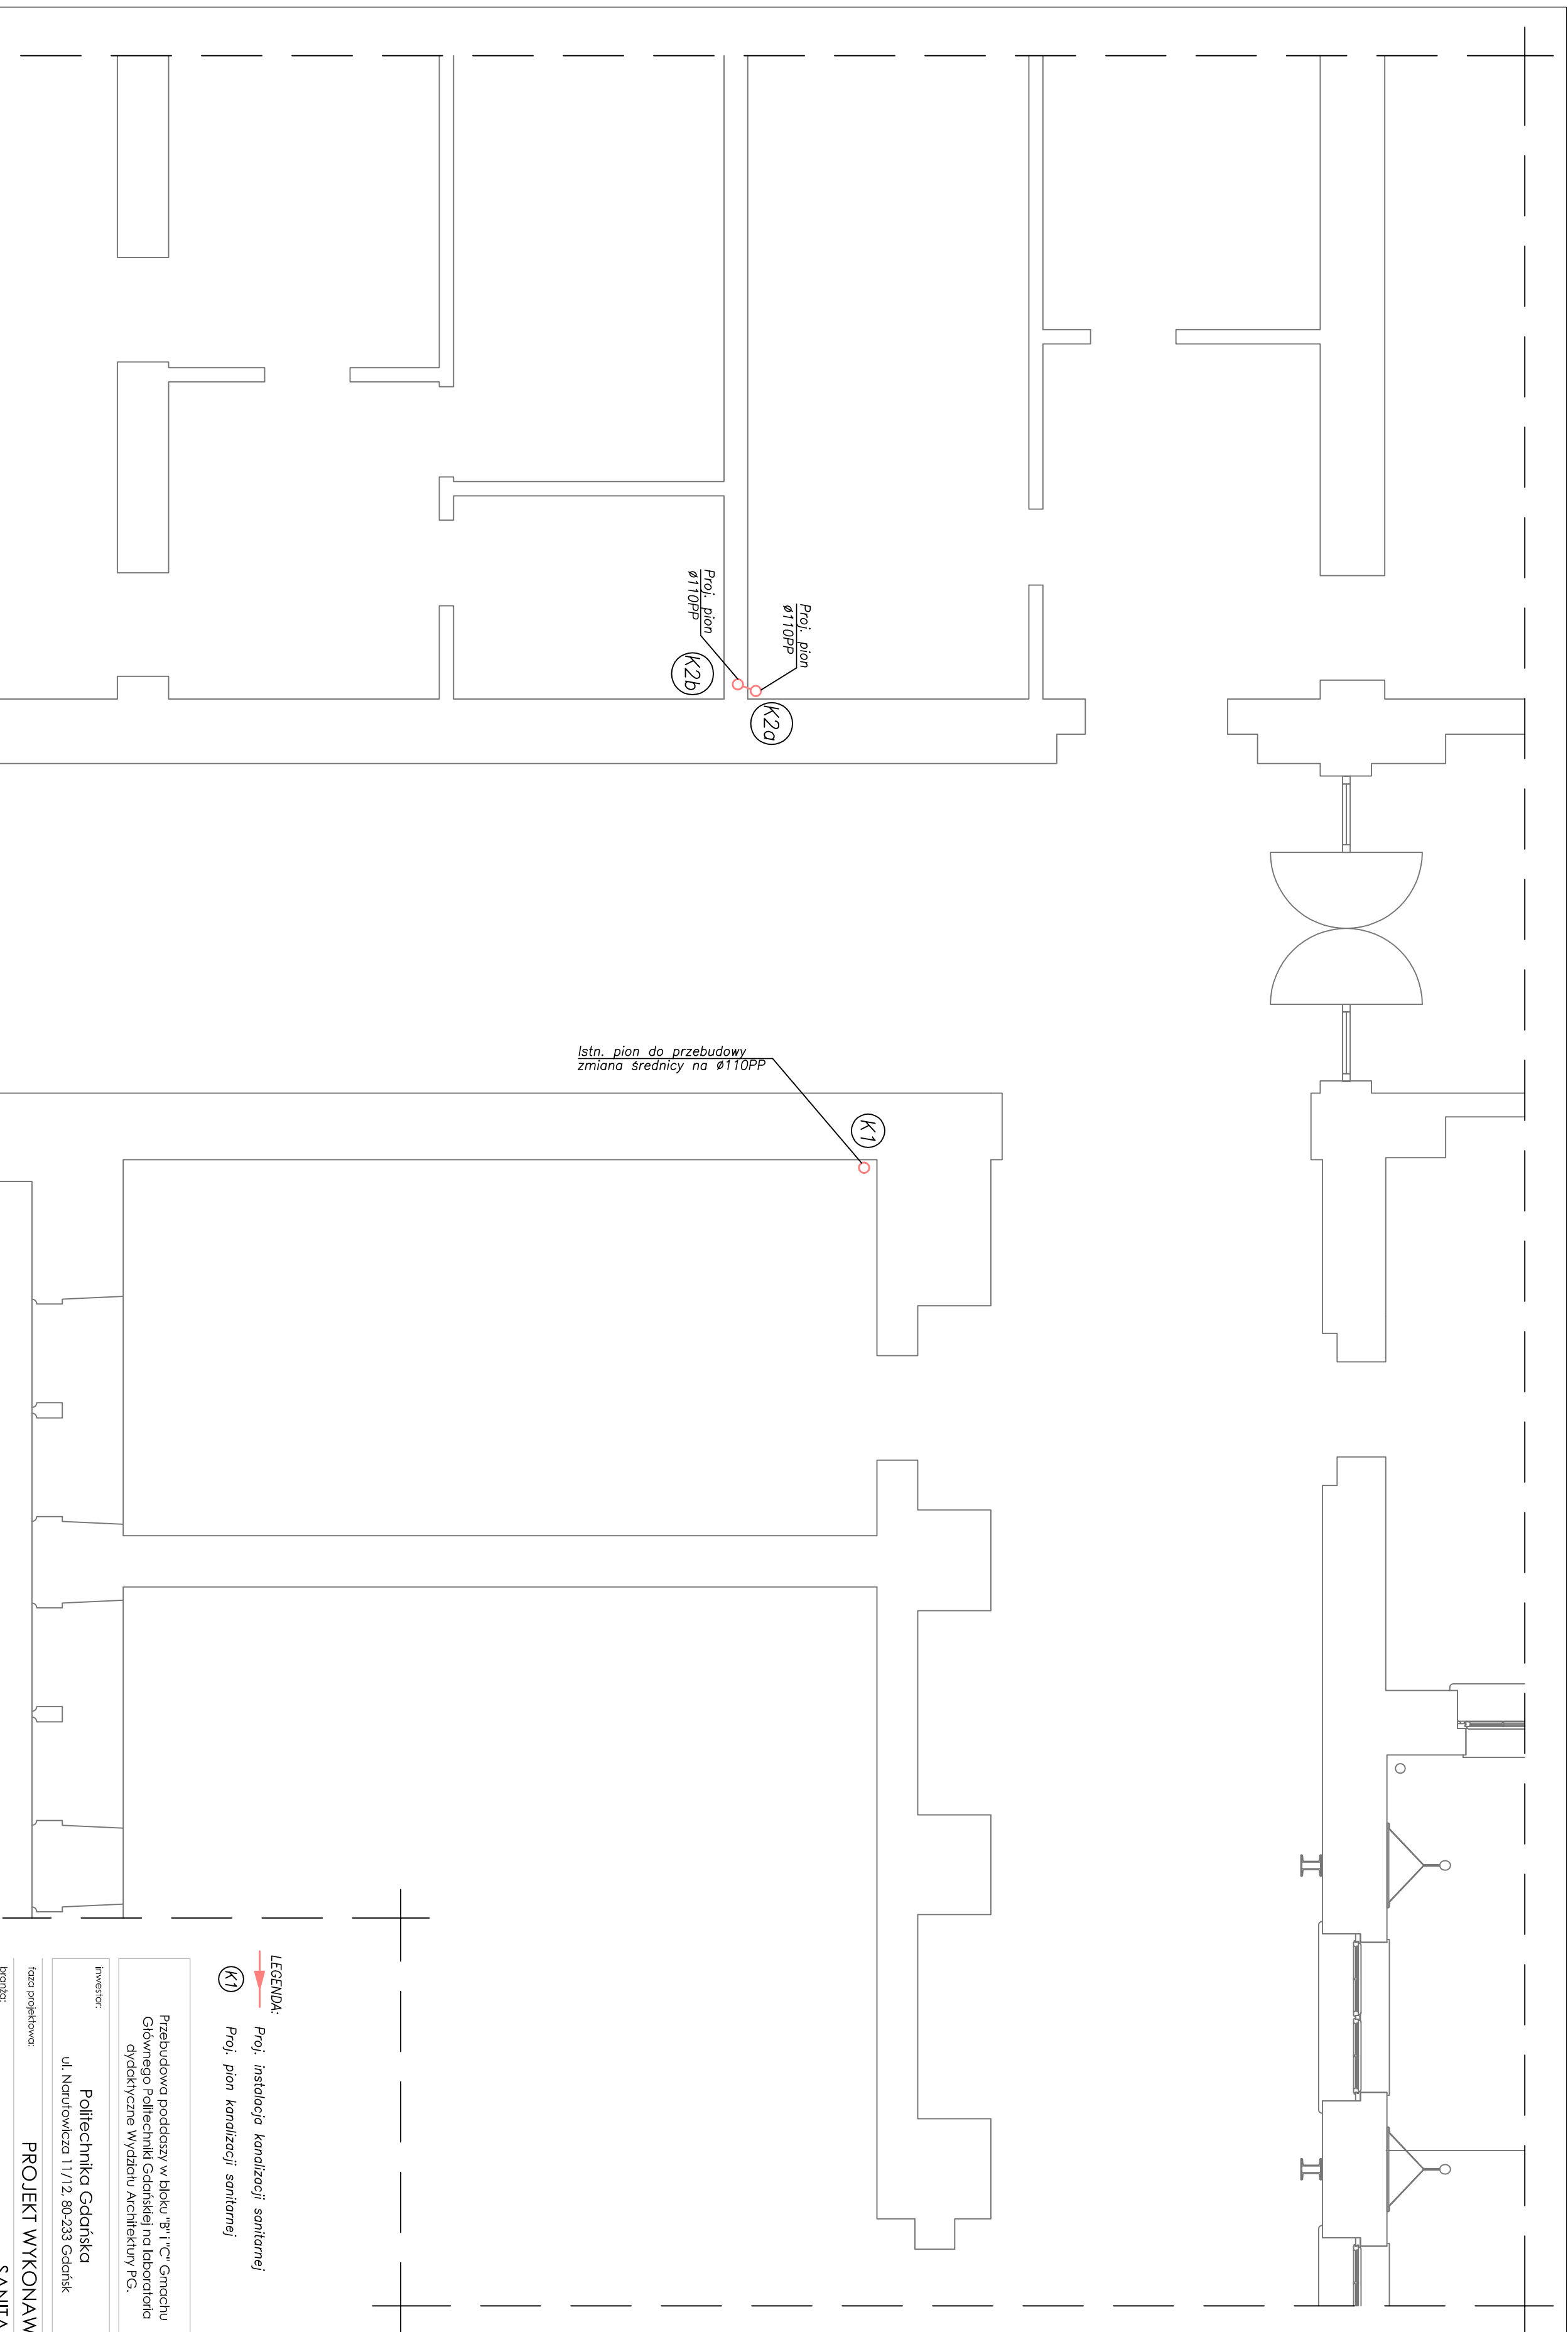 Proj. pion
ø110PP
K2a
Proj. pion
ø110PP
K2b
Istn. pion do przebudowy
zmiana średnicy na ø110PP
K1
LEGENDA:
Proj. instalacja kanalizacji sanitarnej
K1 Proj. pion kanalizacji sanitarnej
Przebudowa poddaszy w bloku "B" i "C" Gmachu
Głównego Politechniki Gdańskiej na laboratoria
dydaktyczne Wydziału Architektury PG.
inwestor:
Politechnika Gdańska
ul. Narutowicza 11/12, 80-233 Gdańsk
faza projektowa:
PROJEKT WYKONAW
branża: